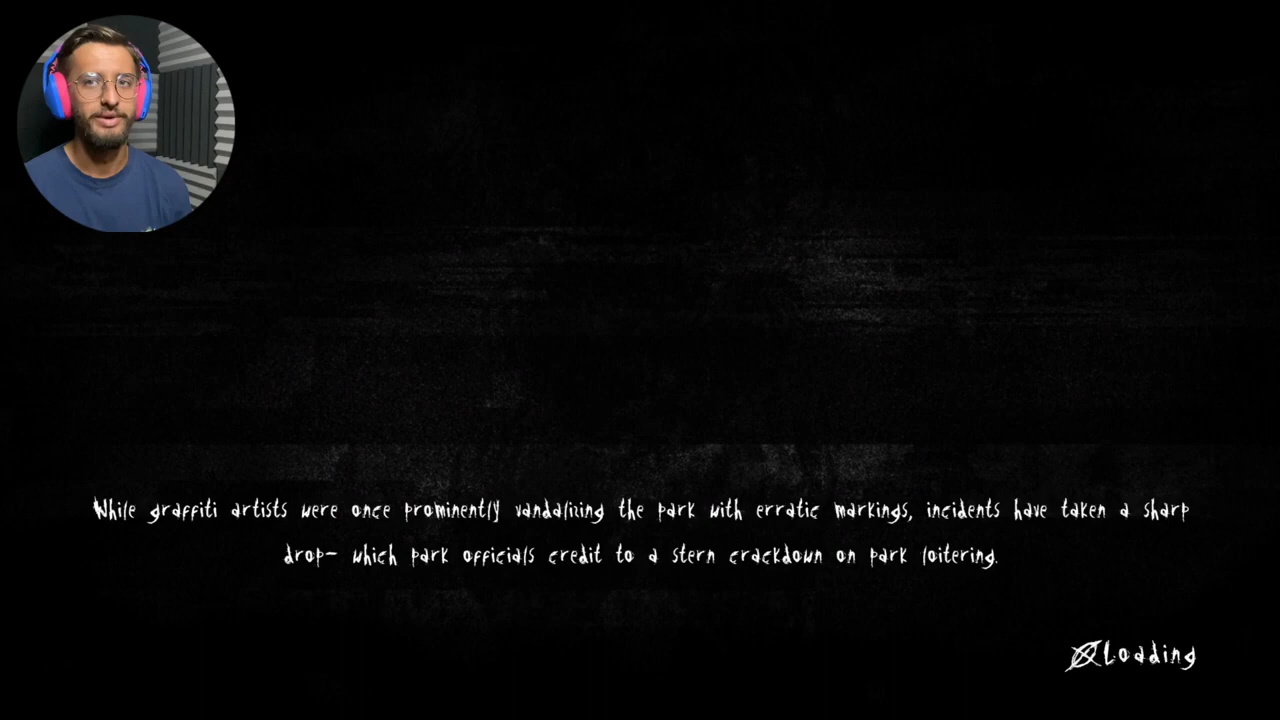 While graffiti artists were once prominently vandalizing the park with erratic markings, incidents have taken a sharp
drop- which park officials credit to a stern crackdown on park loitering.
Loading